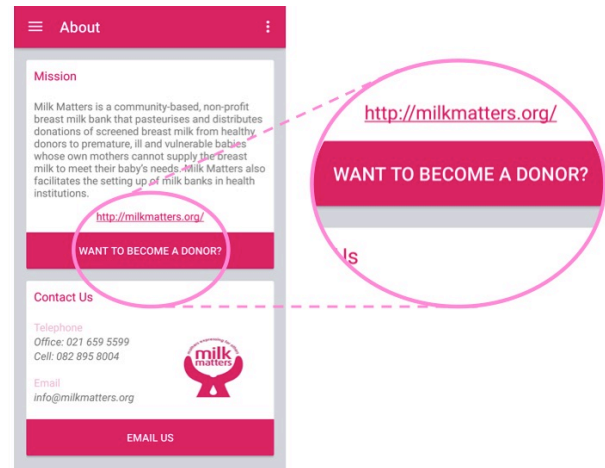 About
Mission
Milk Matters is a community-based, non-profit
breast milk bank that pasteurises and distributes
donations of screened breast milk from healthy
donors to premature, ill and vulnerable babies
whose own mothers cannot supply the breast
milk to meet their baby's needs. Milk Matters also
facilitates the setting up of milk banks in health
institutions.
http://milkmatters.org/
WANT TO BECOME A DONOR?
Contact Us
Telephone
Office: 021 659 5599
Cell: 082 895 8004
Email
info@milkmatters.org
milk
matters
EMAIL US
http://milkmatters.org/
WANT TO BECOME A DONOR?
Us